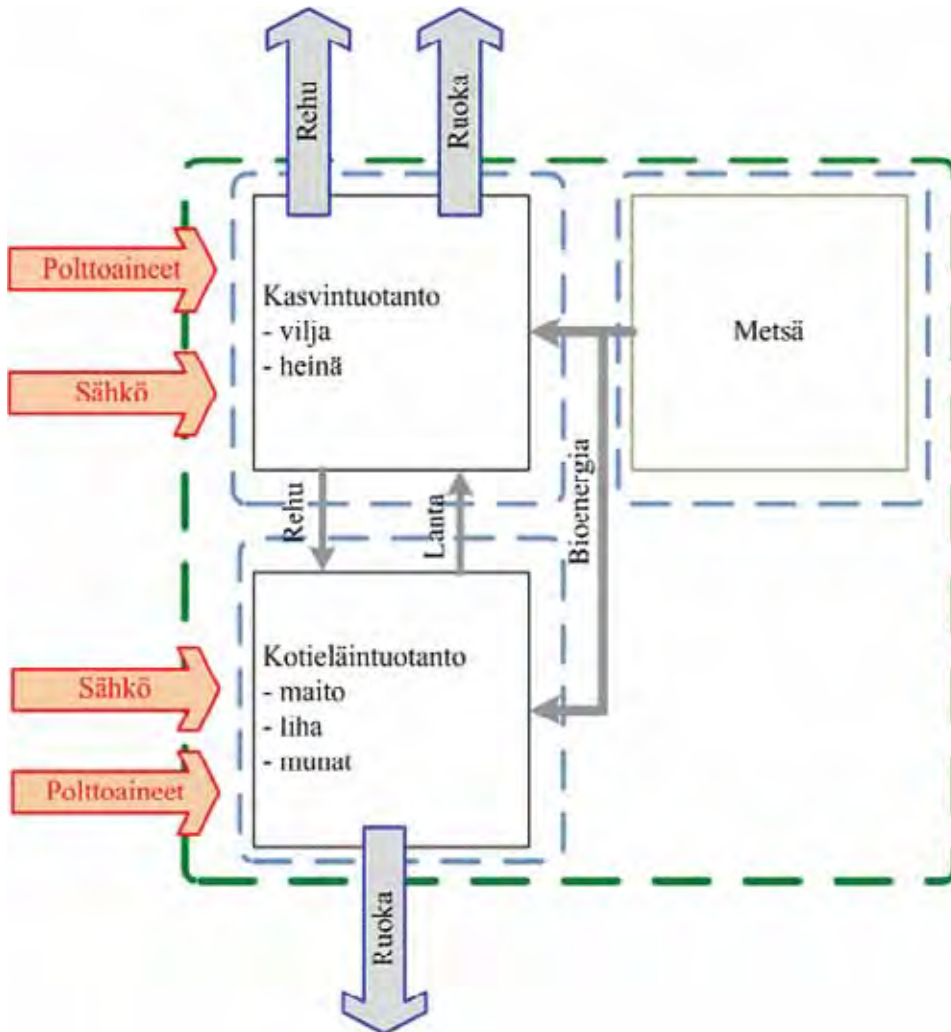 Rehu
Ruoka
Polttoaineet
Sähkö
Kasvintuotanto
- vilja
- heinä
Metsä
Rehu
Lanta
Bioenergia
Sähkö
Polttoaineet
Kotieläintuotanto
- maito
- liha
- munat
Ruoka